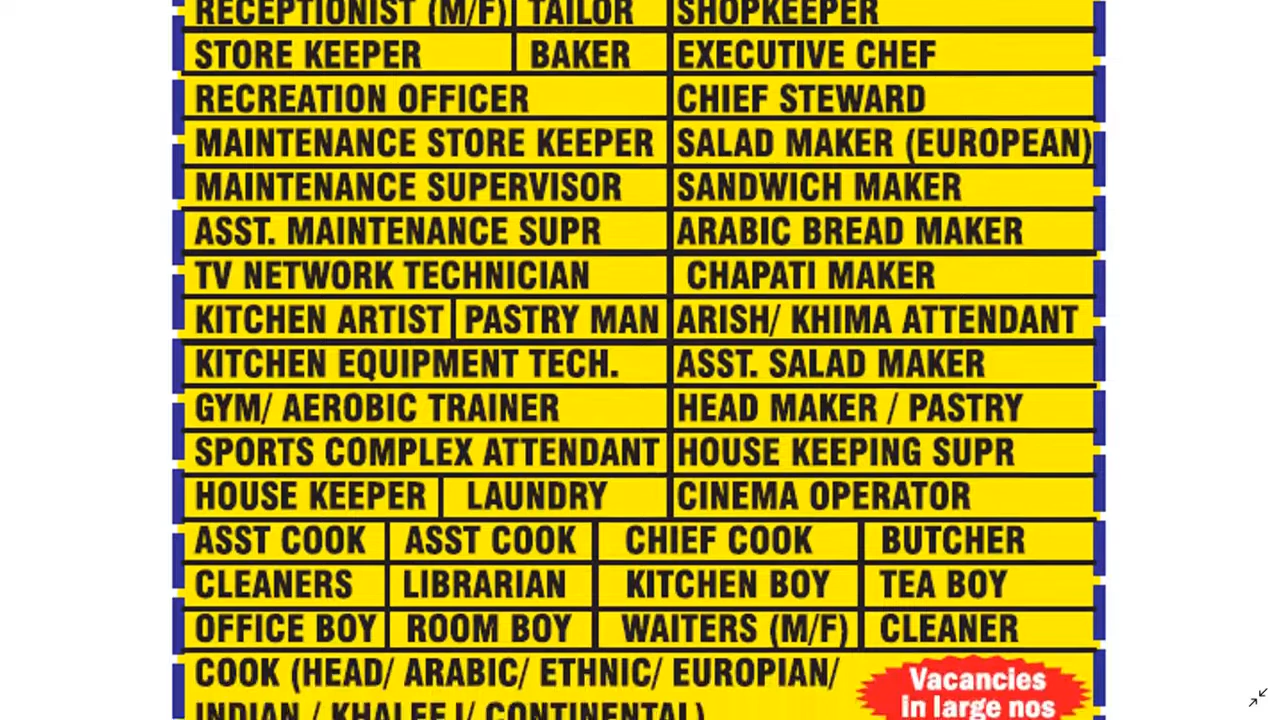 RECEPTIONIST (M/F) TAILOR SHOPKEEPER
STORE KEEPER BAKER EXECUTIVE CHEF
RECREATION OFFICER CHIEF STEWARD
MAINTENANCE STORE KEEPER SALAD MAKER (EUROPEAN)
MAINTENANCE SUPERVISOR SANDWICH MAKER
ASST. MAINTENANCE SUPR ARABIC BREAD MAKER
TV NETWORK TECHNICIAN CHAPATI MAKER
KITCHEN ARTIST PASTRY MAN ARISH/ KHIMA ATTENDANT
KITCHEN EQUIPMENT TECH. ASST. SALAD MAKER
GYM/ AEROBIC TRAINER HEAD MAKER / PASTRY
SPORTS COMPLEX ATTENDANT HOUSE KEEPING SUPR
HOUSE KEEPER LAUNDRY CINEMA OPERATOR
ASST COOK ASST COOK CHIEF COOK BUTCHER
CLEANERS LIBRARIAN KITCHEN BOY TEA BOY
OFFICE BOY ROOM BOY WAITERS (M/F) CLEANER
COOK (HEAD/ ARABIC/ ETHNIC/ EUROPIAN/
INDIAN / KHALEEJ/ CONTINENTAL)
Vacancies
in large nos